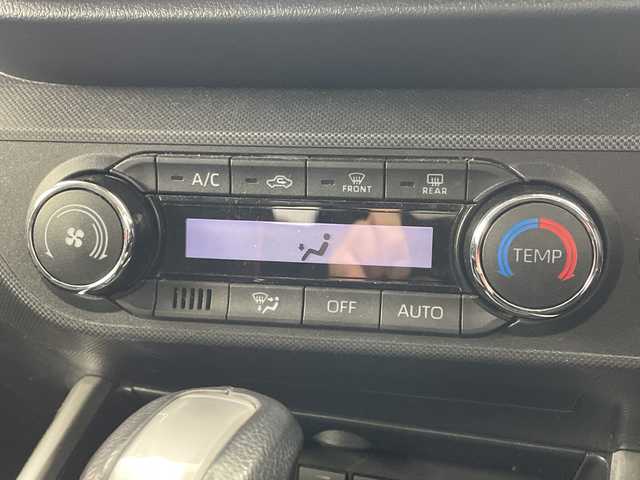 A/C
FRONT
REAR
TEMP
OFF
AUTO